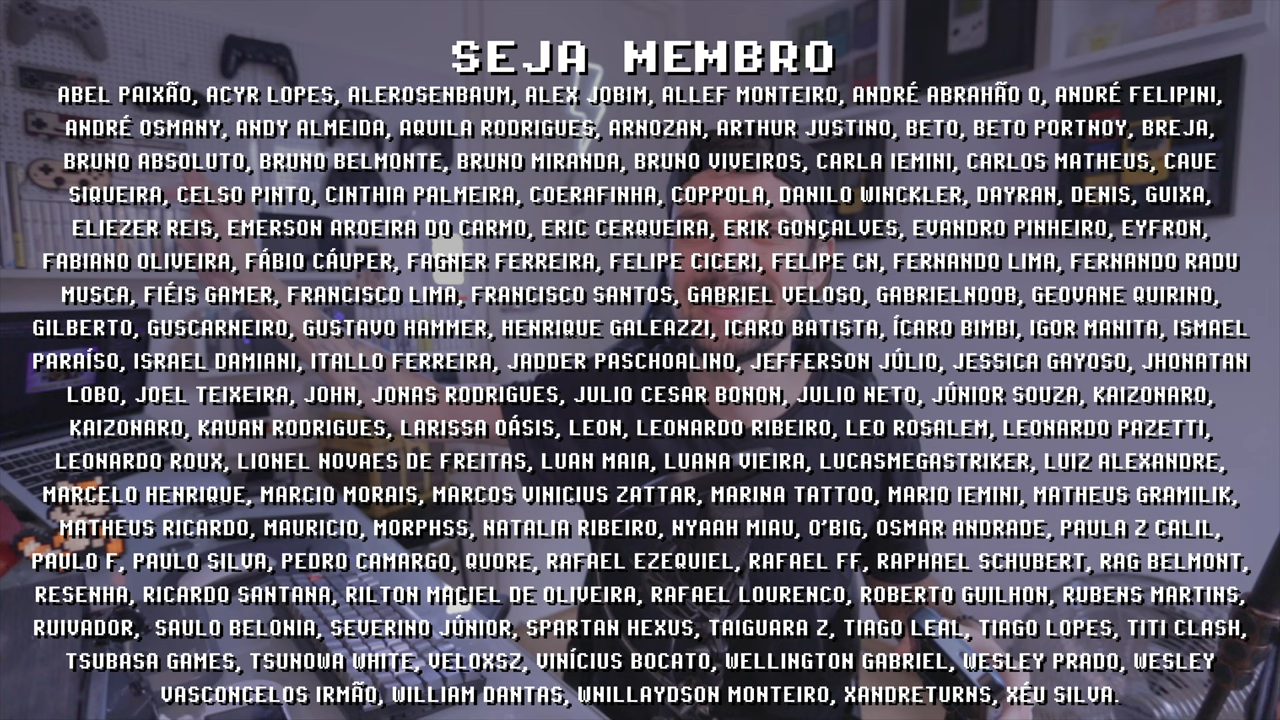 SEJA MEMBRO
ABEL PAIXÃO, ACYR LOPES, ALEROSENBAUM, ALEX JOBIM, ALLEF MONTEIRO, ANDRÉ ABRAHÃO O, ANDRÉ FELIPINI,
ANDRÉ OSMANY, ANDY ALMEIDA, AQUILA RODRIGUES, ARNOZAN, ARTHUR JUSTINO, BETO, BETO PORTNOY, BREJA,
BRUNO ABSOLUTO, BRUNO BELMONTE, BRUNO MIRANDA, BRUNO VIVEIROS, CARLA IEMINI, CARLOS MATHEUS, CAUE
SIQUEIRA, CELSO PINTO, CINTHIA PALMEIRA, COERAFINHA, COPPOLA, DANILO WINCKLER, DAYRAN, DENIS, GUIXA,
ELIEZER REIS, EMERSON AROEIRA DO CARMO, ERIC CERQUEIRA, ERIK GONÇALVES, EVANDRO PINHEIRO, EYFRON,
FABIANO OLIVEIRA, FÁBIO CÁUPER, FAGNER FERREIRA, FELIPE CICERI, FELIPE CN, FERNANDO LIMA, FERNANDO RADU
MUSCA, FIÉIS GAMER, FRANCISCO LIMA, FRANCISCO SANTOS, GABRIEL VELOSO, GABRIELNOOB, GEOVANE QUIRINO,
GILBERTO, GUSCARNEIRO, GUSTAVO HAMMER, HENRIQUE GALEAZZI, ICARO BATISTA, ÍCARO BIMBI, IGOR MANITA, ISMAEL
PARAÍSO, ISRAEL DAMIANI, ITALLO FERREIRA, JADDER PASCHOALINO, JEFFERSON JÚLIO, JESSICA GAYOSO, JHONATAN
LOBO, JOEL TEIXEIRA, JOHN, JONAS RODRIGUES, JULIO CESAR BONON, JULIO NETO, JÚNIOR SOUZA, KAIZONARO,
KAIZONARO, KAUAN RODRIGUES, LARISSA OÁSIS, LEON, LEONARDO RIBEIRO, LEO ROSALEM, LEONARDO PAZETTI,
LEONARDO ROUX, LIONEL NOVAES DE FREITAS, LUAN MAIA, LUANA VIEIRA, LUCASMEGASTRIKER, LUIZ ALEXANDRE,
MARCELO HENRIQUE, MARCIO MORAIS, MARCOS VINICIUS ZATTAR, MARINA TATTOO, MARIO IEMINI, MATHEUS GRAMILIK,
MATHEUS RICARDO, MAURICIO, MORPHSS, NATALIA RIBEIRO, NYAAH MIAU, O'BIG, OSMAR ANDRADE, PAULA Z CALIL,
PAULO F, PAULO SILVA, PEDRO CAMARGO, QUORE, RAFAEL EZEQUIEL, RAFAEL FF, RAPHAEL SCHUBERT, RAG BELMONT,
RESENHA, RICARDO SANTANA, RILTON MACIEL DE OLIVEIRA, RAFAEL LOURENCO, ROBERTO GUILHON, RUBENS MARTINS,
RUIVADOR, SAULO BELONIA, SEVERINO JÚNIOR, SPARTAN HEXUS, TAIGUARA Z, TIAGO LEAL, TIAGO LOPES, TITI CLASH,
TSUBASA GAMES, TSUNOWA WHITE, VELOXSZ, VINÍCIUS BOCATO, WELLINGTON GABRIEL, WESLEY PRADO, WESLEY
VASCONCELOS IRMÃO, WILLIAM DANTAS, WNILLAYDSON MONTEIRO, XANDRETURNS, XÉU SILVA.